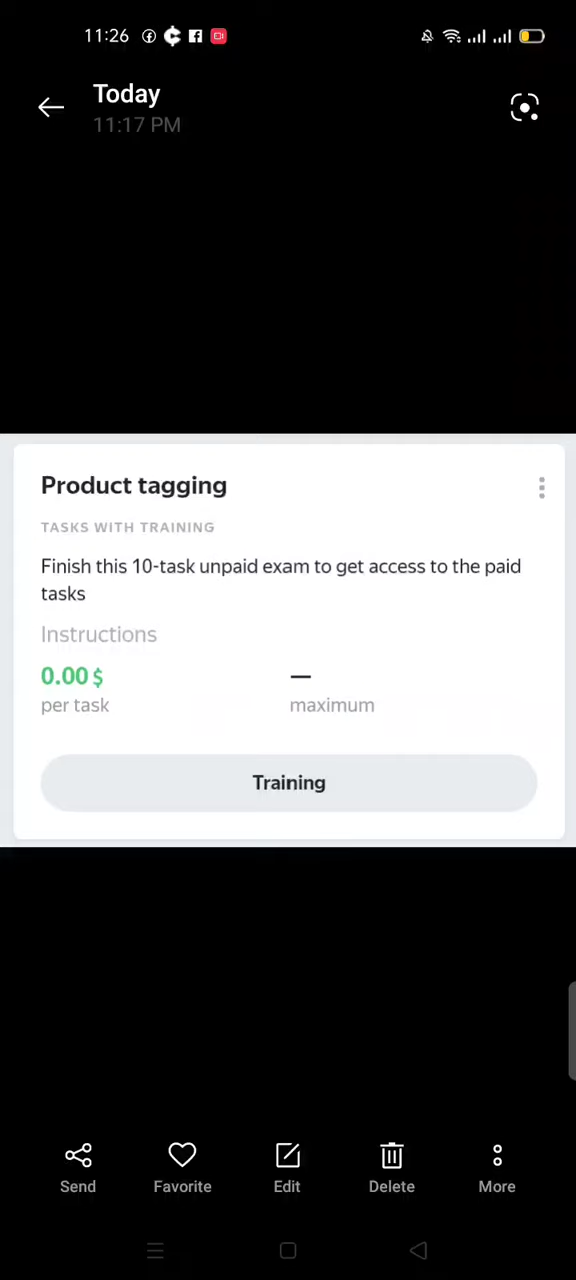 11:26
Today
11:17 PM
Product tagging
TASKS WITH TRAINING
Finish this 10-task unpaid exam to get access to the paid
tasks
Instructions
0.00 $
—
per task
maximum
Training
Send
Favorite
Edit
Delete
More